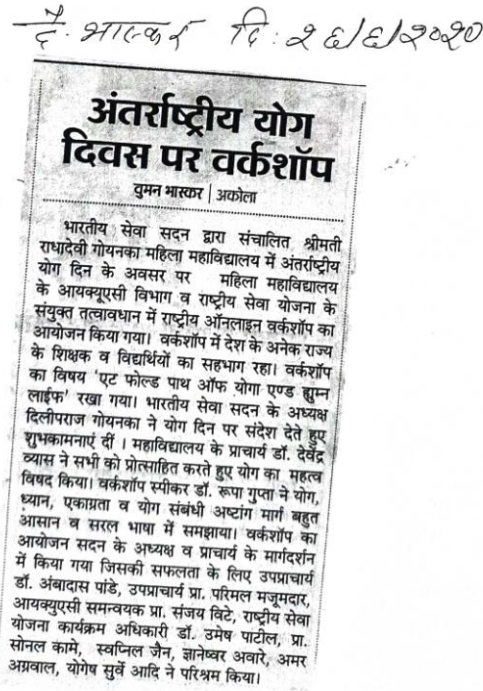 दै. भास्कर दि: २६/६/२०२०
अंतर्राष्ट्रीय योग
दिवस पर वर्कशॉप
वुमन भास्कर | अकोला
भारतीय सेवा सदन द्वारा संचालित श्रीमती
राधादेवी गोयनका महिला महाविद्यालय में अंतर्राष्ट्रीय
योग दिन के अवसर पर महिला महाविद्यालय
के आयक्यूएसी विभाग व राष्ट्रीय सेवा योजना के
संयुक्त तत्वावधान में राष्ट्रीय ऑनलाइन वर्कशॉप का
आयोजन किया गया। वर्कशॉप में देश के अनेक राज्य
के शिक्षक व विद्यार्थियों का सहभाग रहा। वर्कशॉप
का विषय 'एट फोल्ड पाथ ऑफ योगा एण्ड ह्युमन
लाईफ' रखा गया। भारतीय सेवा सदन के अध्यक्ष
दिलीपराज गोयनका ने योग दिन पर संदेश देते हुए
शुभकामनाएं दीं । महाविद्यालय के प्राचार्य डॉ. देवेंद्र
व्यास ने सभी को प्रोत्साहित करते हुए योग का महत्व
विषद किया। वर्कशॉप स्पीकर डॉ. रूपा गुप्ता ने योग,
ध्यान, एकाग्रता व योग संबंधी अष्टांग मार्ग बहुत
आसान व सरल भाषा में समझाया। वर्कशॉप का
आयोजन सदन के अध्यक्ष व प्राचार्य के मार्गदर्शन
में किया गया जिसकी सफलता के लिए उपप्राचार्य
डॉ. अंबादास पांडे, उपप्राचार्य प्रा. परिमल मजूमदार,
आयक्युएसी समन्वयक प्रा. संजय विटे, राष्ट्रीय सेवा
योजना कार्यक्रम अधिकारी डॉ. उमेष पाटील, प्रा.
सोनल कामे, स्वप्निल जैन, ज्ञानेष्वर अवारे, अमर
अग्रवाल, योगेष सुर्वे आदि ने परिश्रम किया।